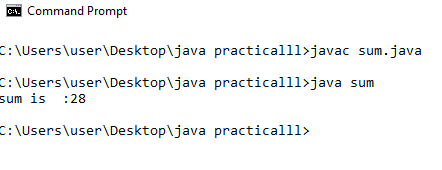 Command Prompt
C:\Users\user\Desktop\java practicalll>javac sum.java
C:\Users\user\Desktop\java practicalll>java sum
sum is  :28
C:\Users\user\Desktop\java practicalll>